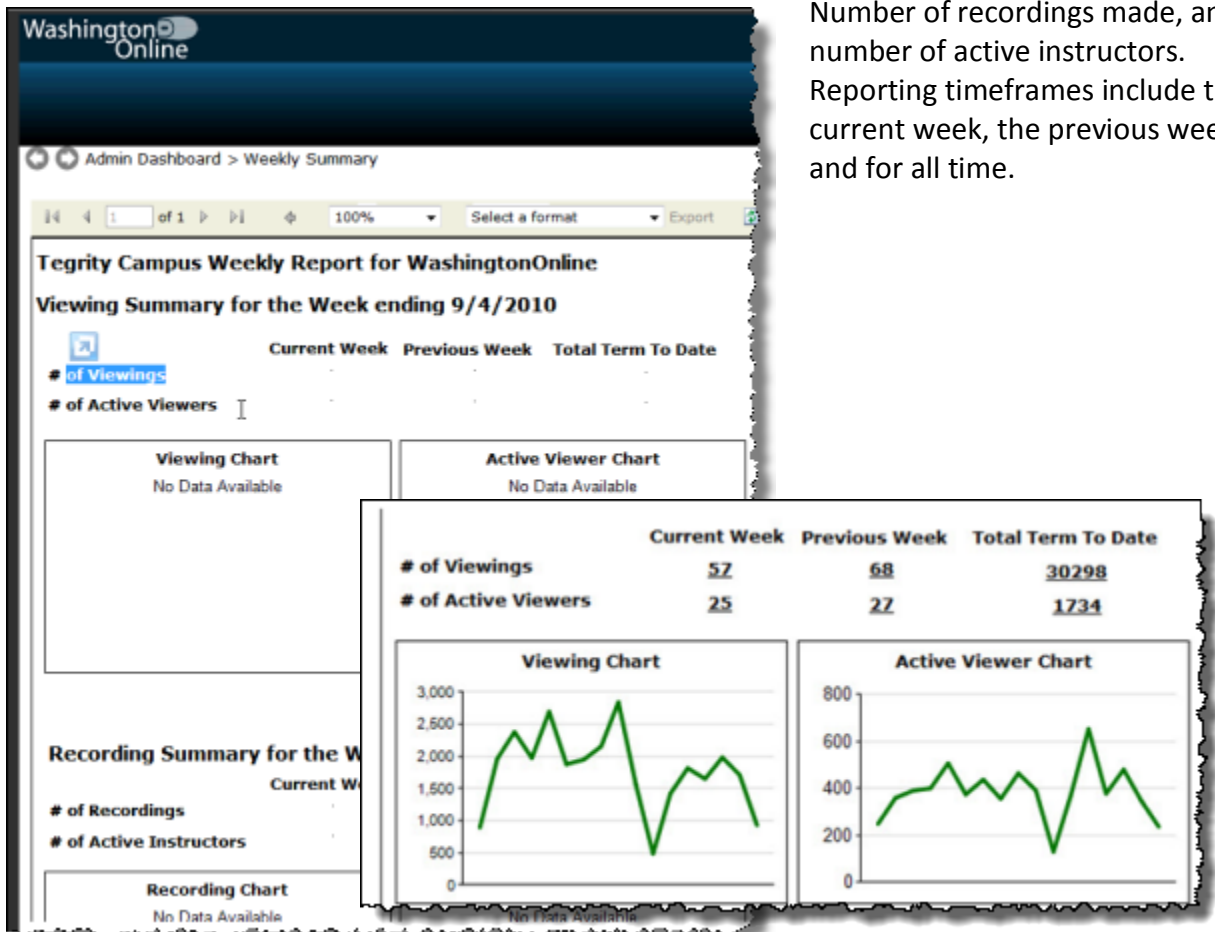 Number of recordings made, an
number of active instructors.
Reporting timeframes include t
current week, the previous wee
and for all time.
Washington
Online
Admin Dashboard > Weekly Summary
1 of 1 100% Select a format Export
Tegrity Campus Weekly Report for WashingtonOnline
Viewing Summary for the Week ending 9/4/2010
Current Week Previous Week Total Term To Date
# of Viewings
# of Active Viewers
Viewing Chart Active Viewer Chart
No Data Available No Data Available
Current Week Previous Week Total Term To Date
# of Viewings 57 68 30298
# of Active Viewers 25 27 1734
Viewing Chart
3,000
2,500
2,000
1,500
1,000
500
0
Active Viewer Chart
800
600
400
200
0
Recording Summary for the W
Current W
# of Recordings
# of Active Instructors
Recording Chart
No Data Available No Data Available